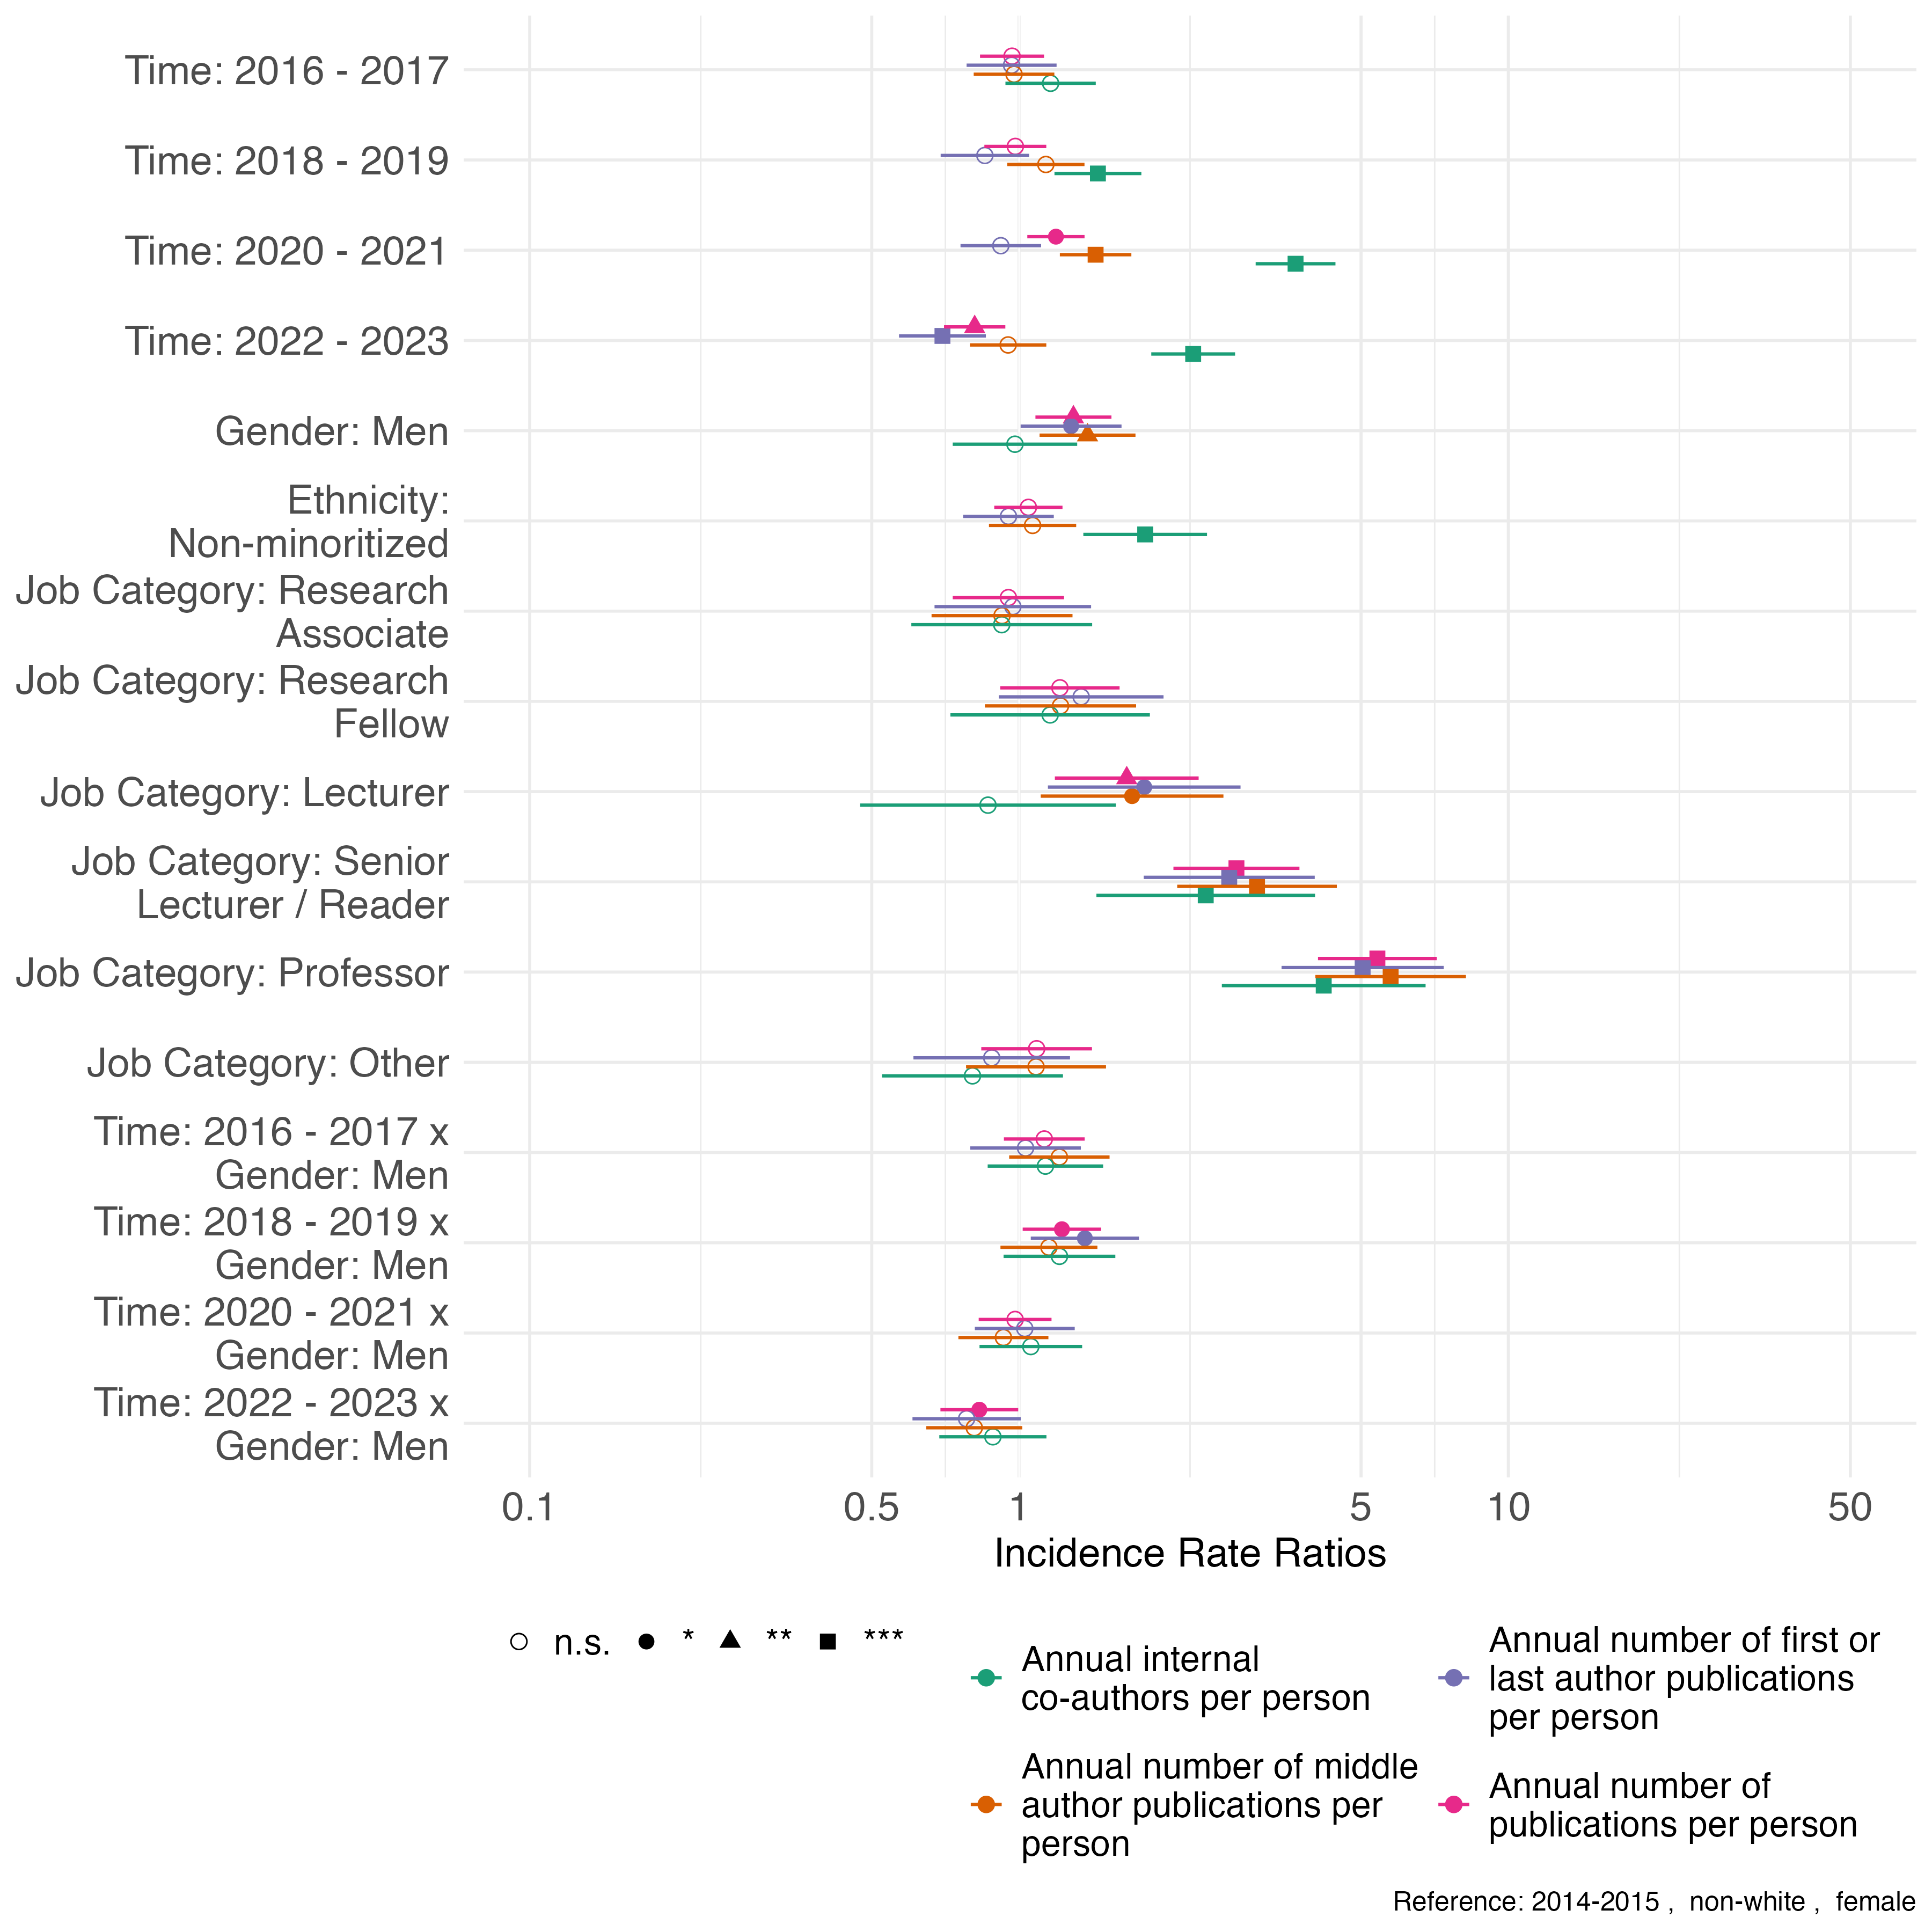 Time: 2016 - 2017
Time: 2018 - 2019
Time: 2020 - 2021
Time: 2022 - 2023
Gender: Men
Ethnicity:
Non-minoritized
Job Category: Research
Associate
Job Category: Research
Fellow
Job Category: Lecturer
Job Category: Senior
Lecturer / Reader
Job Category: Professor
Job Category: Other
Time: 2016 - 2017 x
Gender: Men
Time: 2018 - 2019 x
Gender: Men
Time: 2020 - 2021 x
Gender: Men
Time: 2022 - 2023 x
Gender: Men
0.1 0.5 1 5 10 50
Incidence Rate Ratios
n.s. * ** ***
Annual internal
co-authors per person
Annual number of middle
author publications per
person
Annual number of first or
last author publications
per person
Annual number of
publications per person
Reference: 2014-2015 , non-white , female